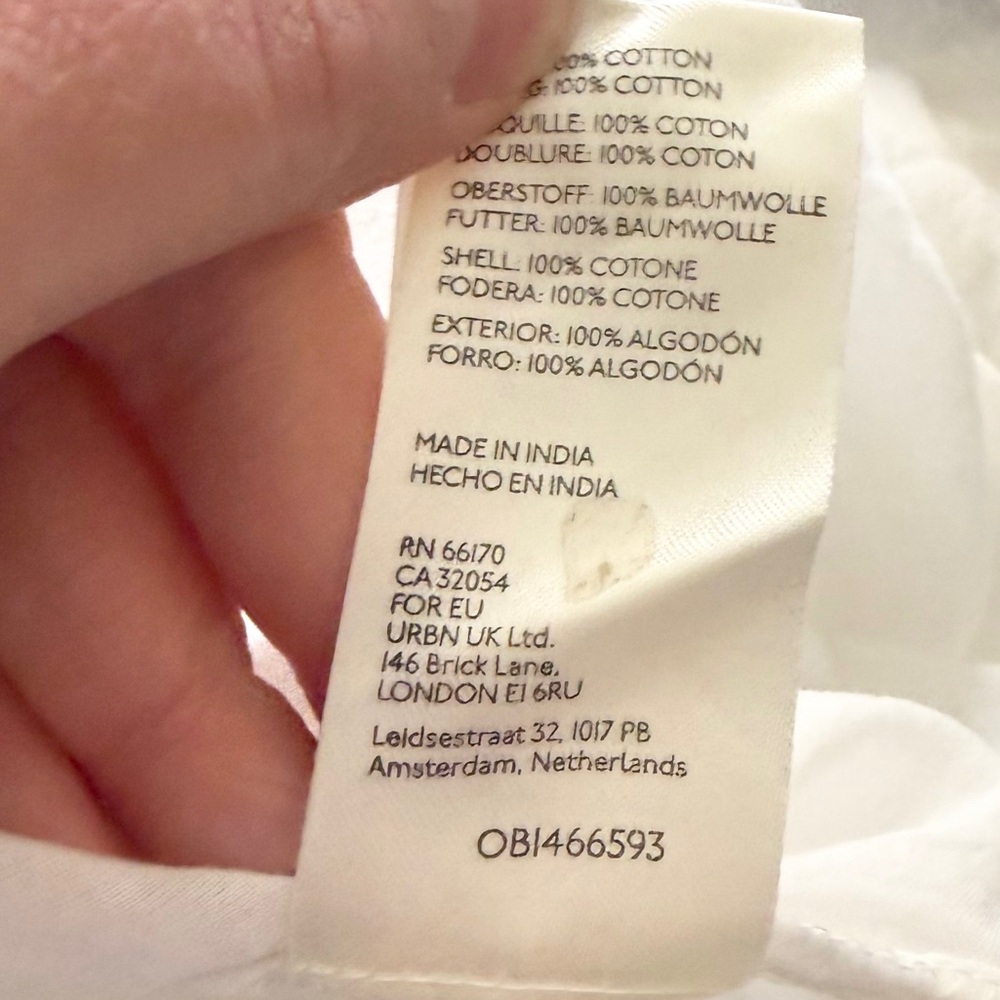 COTTON
100% COTTON
100% COTON
DOUBLURE: 100% COTON
OBERSTOFF: 100% BAUMWOLLE
FUTTER: 100% BAUMWOLLE
SHELL: 100% COTONE
FODERA: 100% COTONE
EXTERIOR: 100% ALGODÓN
FORRO: 100% ALGODÓN
MADE IN INDIA
HECHO EN INDIA
RN 66170
CA 32054
FOR EU
URBN UK Ltd.
146 Brick Lane,
LONDON E1 6RU
Leidsestraat 32, 1017 PB
Amsterdam, Netherlands
OB1466593